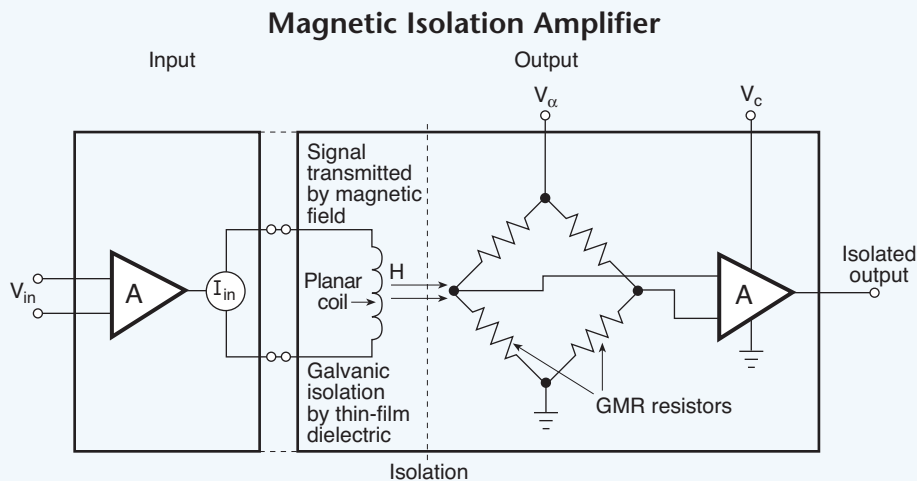 Magnetic Isolation Amplifier
Input
Output
Vα
Vc
Signal
transmitted
by magnetic
field
Isolated
output
Vin
A
Iin
Planar
coil
H
A
Galvanic
isolation
by thin-film
dielectric
GMR resistors
Isolation